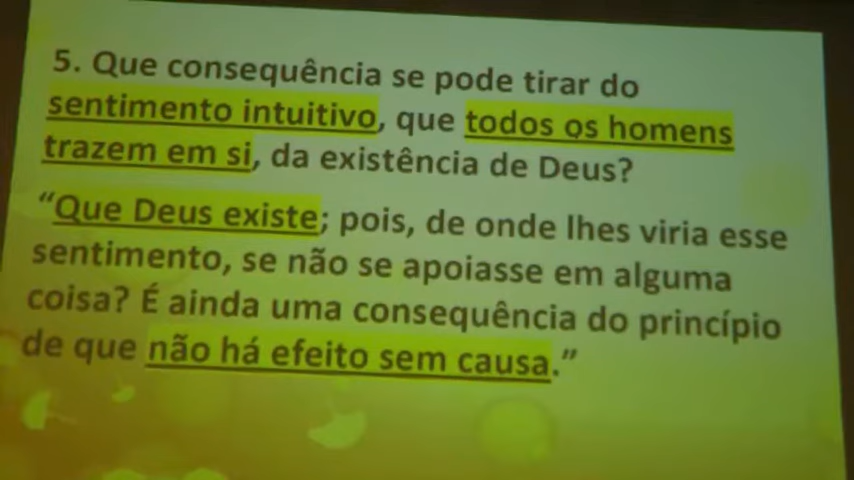 5. Que consequência se pode tirar do
sentimento intuitivo, que todos os homens
trazem em si, da existência de Deus?
“Que Deus existe; pois, de onde lhes viria esse
sentimento, se não se apoiasse em alguma
coisa? É ainda uma consequência do princípio
de que não há efeito sem causa.”